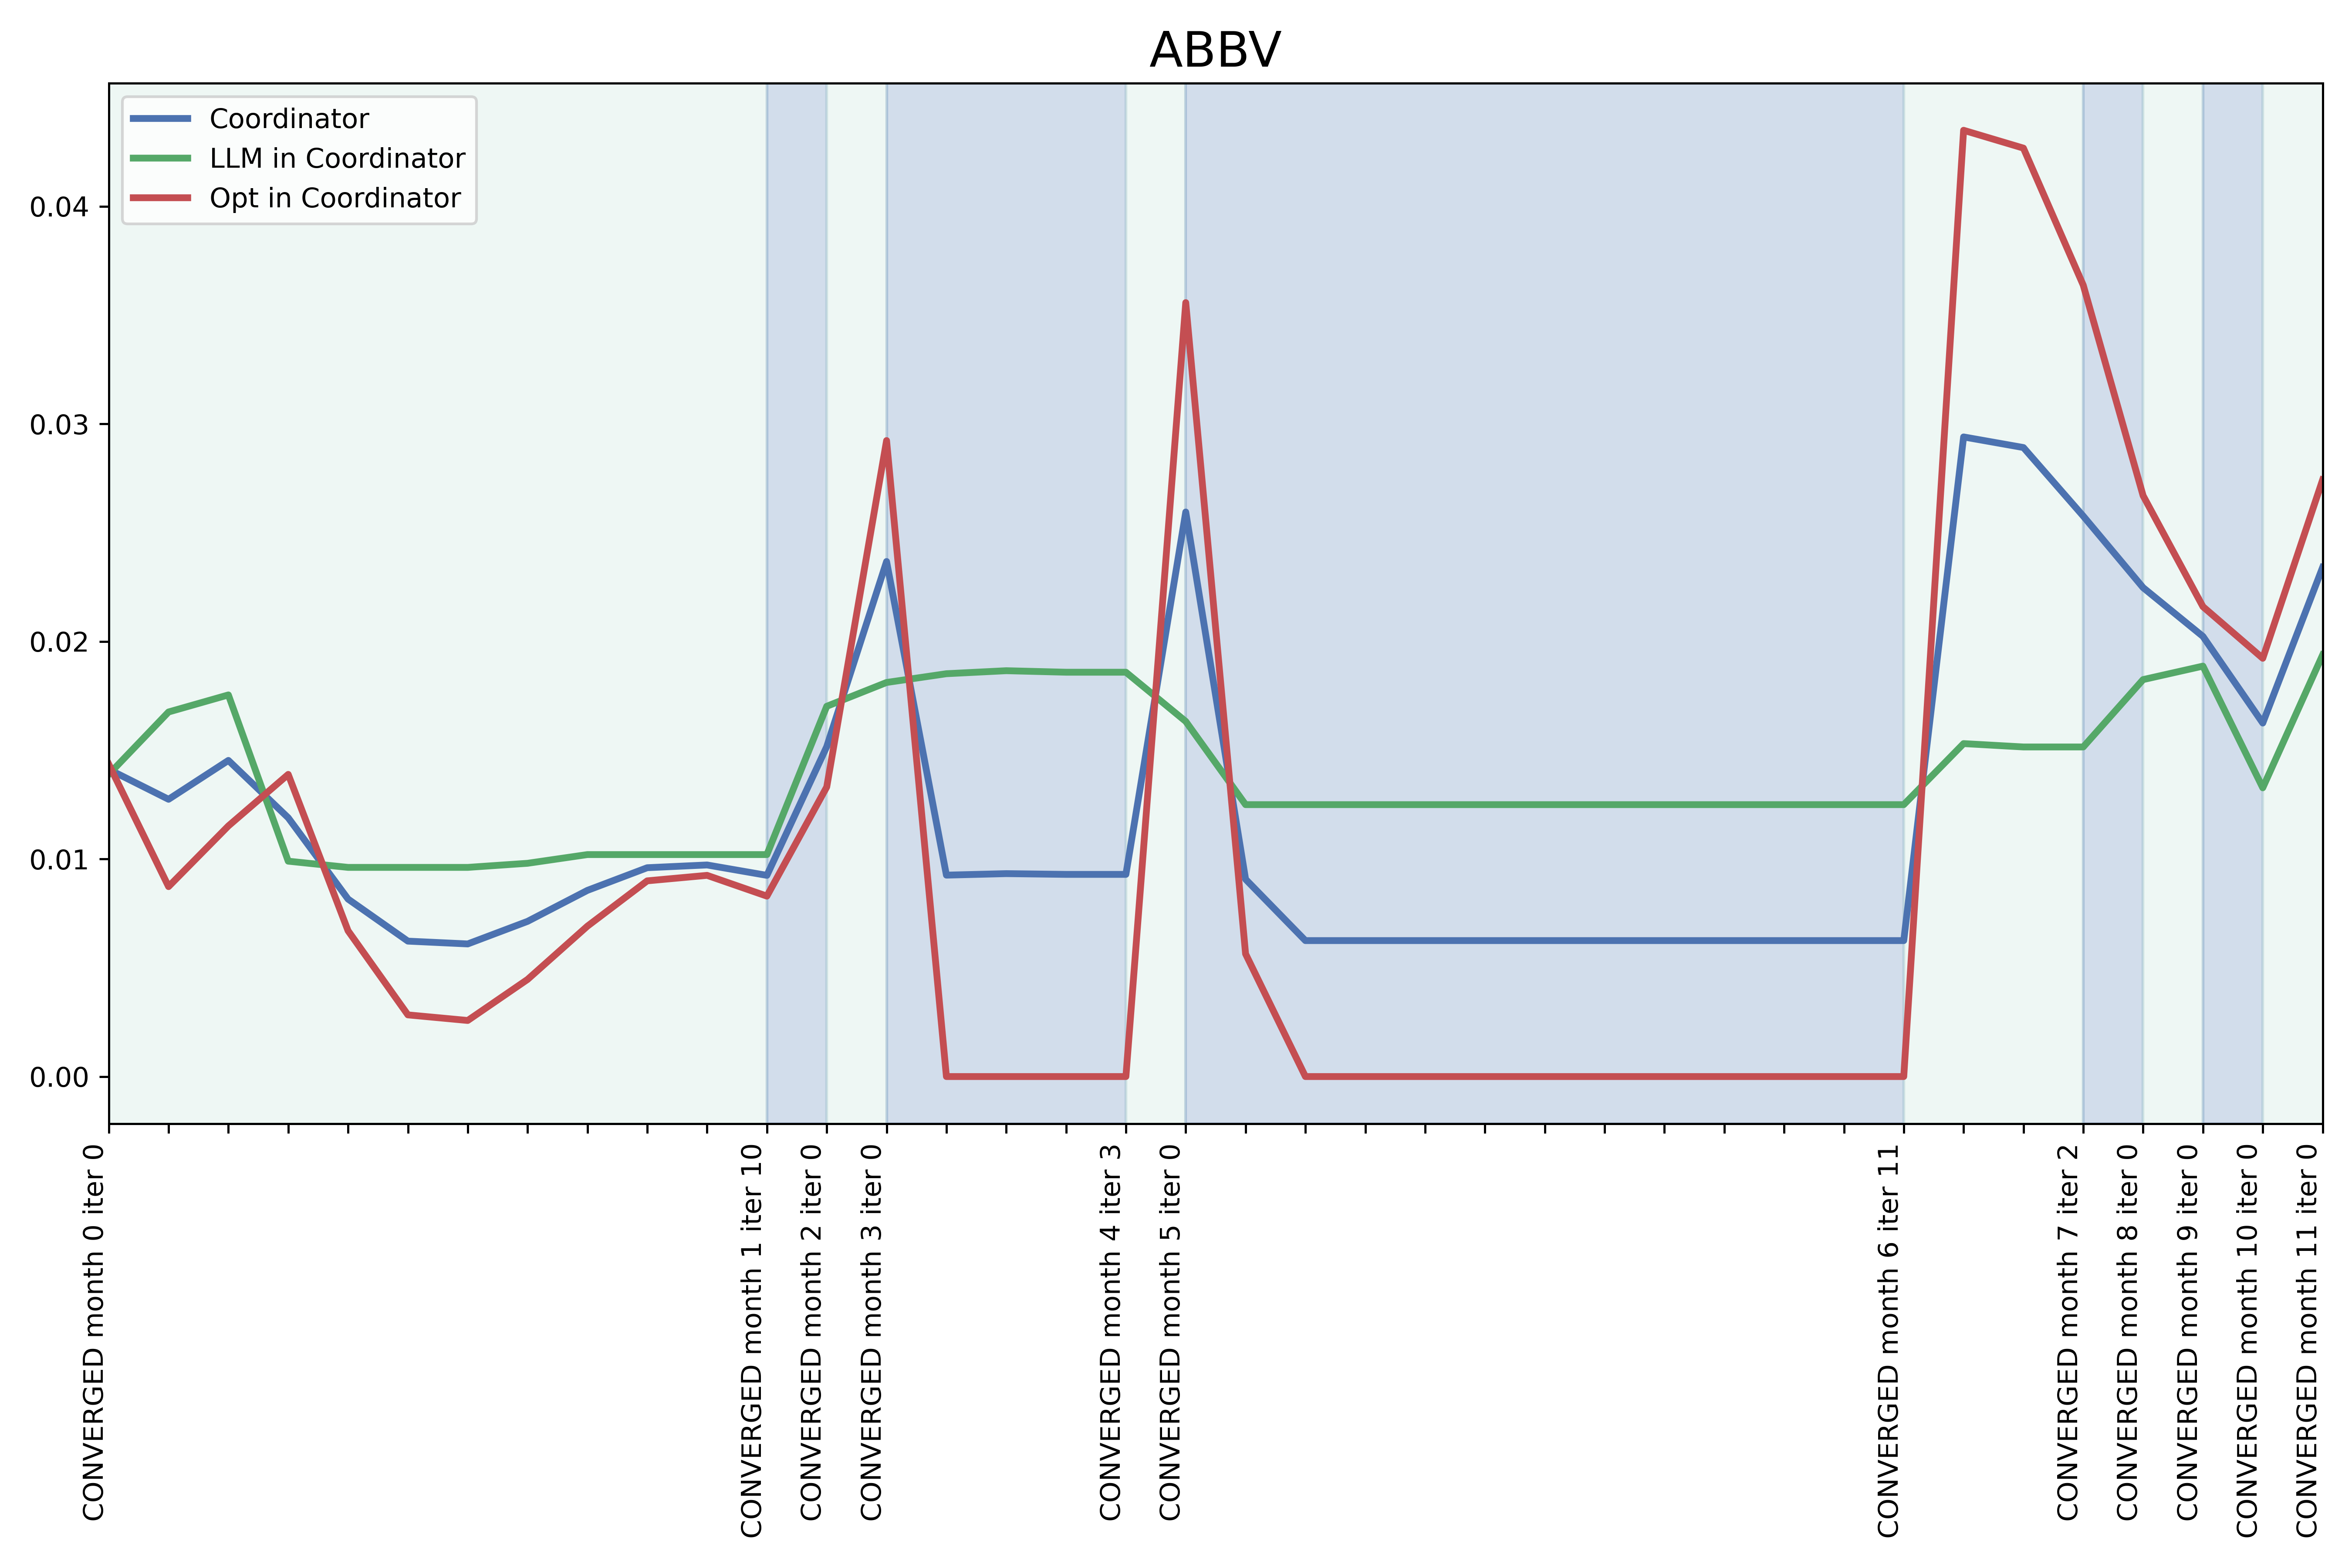 ABBV
Coordinator
LLM in Coordinator
Opt in Coordinator
0.04
0.03
0.02
0.01
0.00
CONVERGED month 0 iter 0
CONVERGED month 1 iter 10
CONVERGED month 2 iter 0
CONVERGED month 3 iter 0
CONVERGED month 4 iter 3
CONVERGED month 5 iter 0
CONVERGED month 6 iter 11
CONVERGED month 7 iter 2
CONVERGED month 8 iter 0
CONVERGED month 9 iter 0
CONVERGED month 10 iter 0
CONVERGED month 11 iter 0